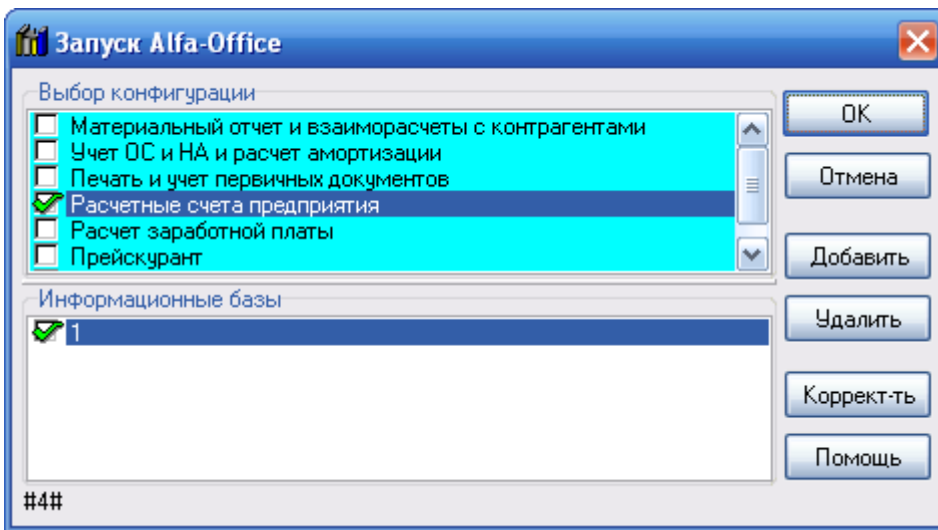 Запуск Alfa-Office
Выбор конфигурации
Материальный отчет и взаиморасчеты с контрагентами
Учет ОС и НА и расчет амортизации
Печать и учет первичных документов
Расчетные счета предприятия
Расчет заработной платы
Прейскурант
Информационные базы
1
#4#
ОК
Отмена
Добавить
Удалить
Коррект-ть
Помощь